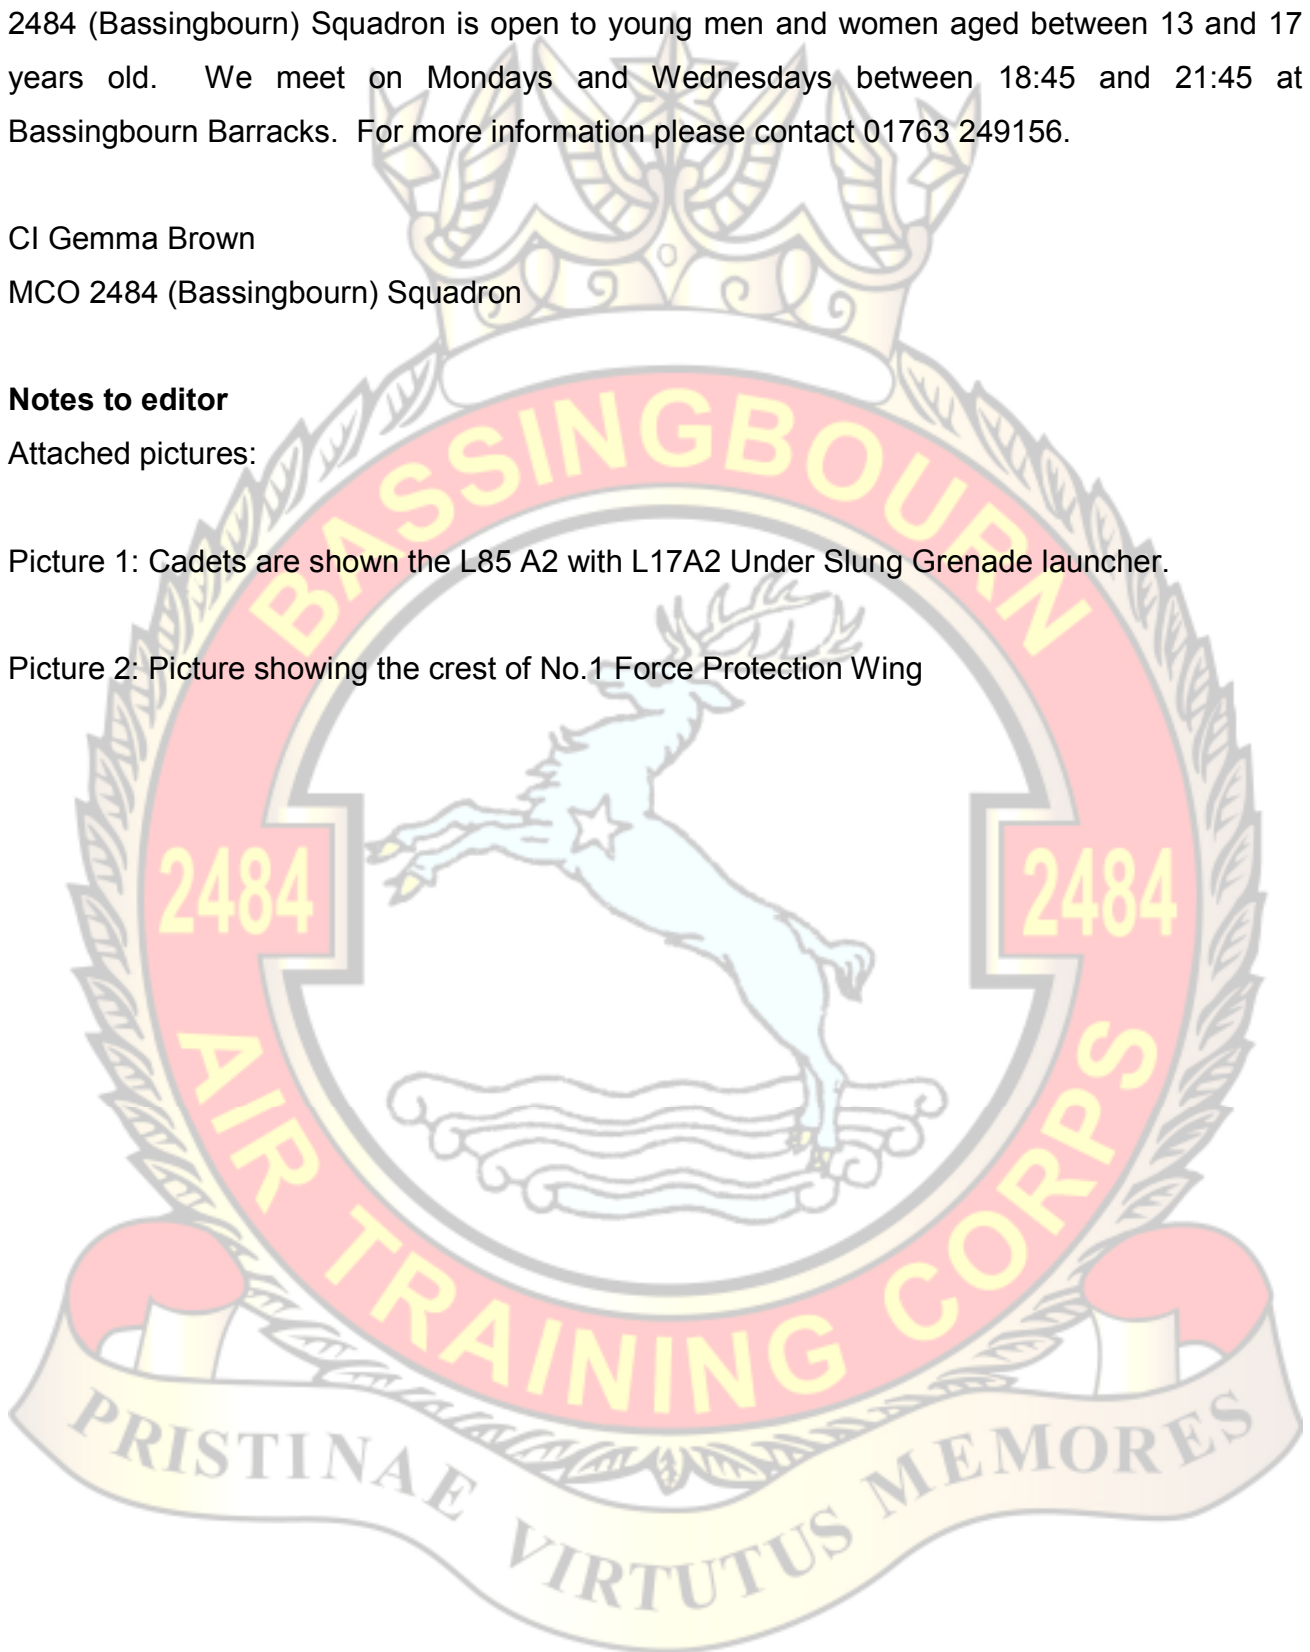 2484 (Bassingbourn) Squadron is open to young men and women aged between 13 and 17
years old. We meet on Mondays and Wednesdays between 18:45 and 21:45 at
Bassingbourn Barracks. For more information please contact 01763 249156.
CI Gemma Brown
MCO 2484 (Bassingbourn) Squadron
Notes to editor
Attached pictures:
Picture 1: Cadets are shown the L85 A2 with L17A2 Under Slung Grenade launcher.
Picture 2: Picture showing the crest of No.1 Force Protection Wing
BASSINGBOURN
2484 2484
AIR TRAINING CORPS
PRISTINAE VIRTUTUS MEMORES